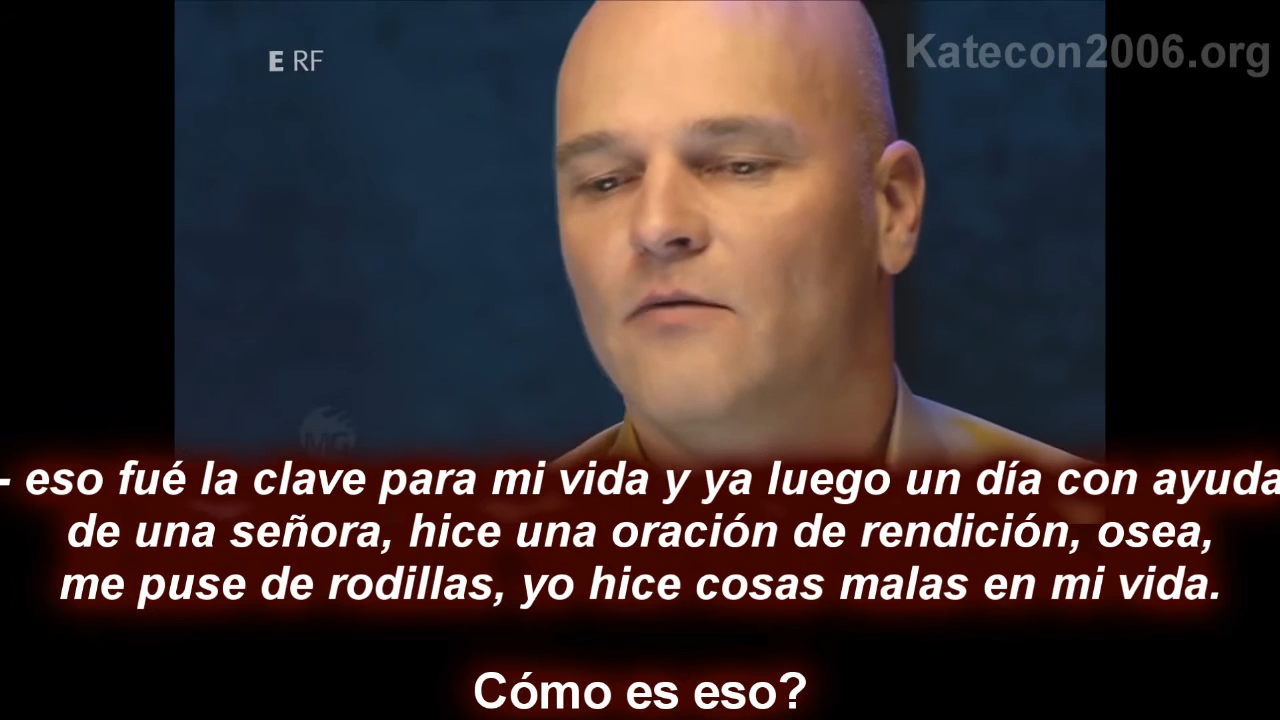 E RF
Katecon2006.org
MG
- eso fué la clave para mi vida y ya luego un día con ayuda
de una señora, hice una oración de rendición, osea,
me puse de rodillas, yo hice cosas malas en mi vida.
Cómo es eso?